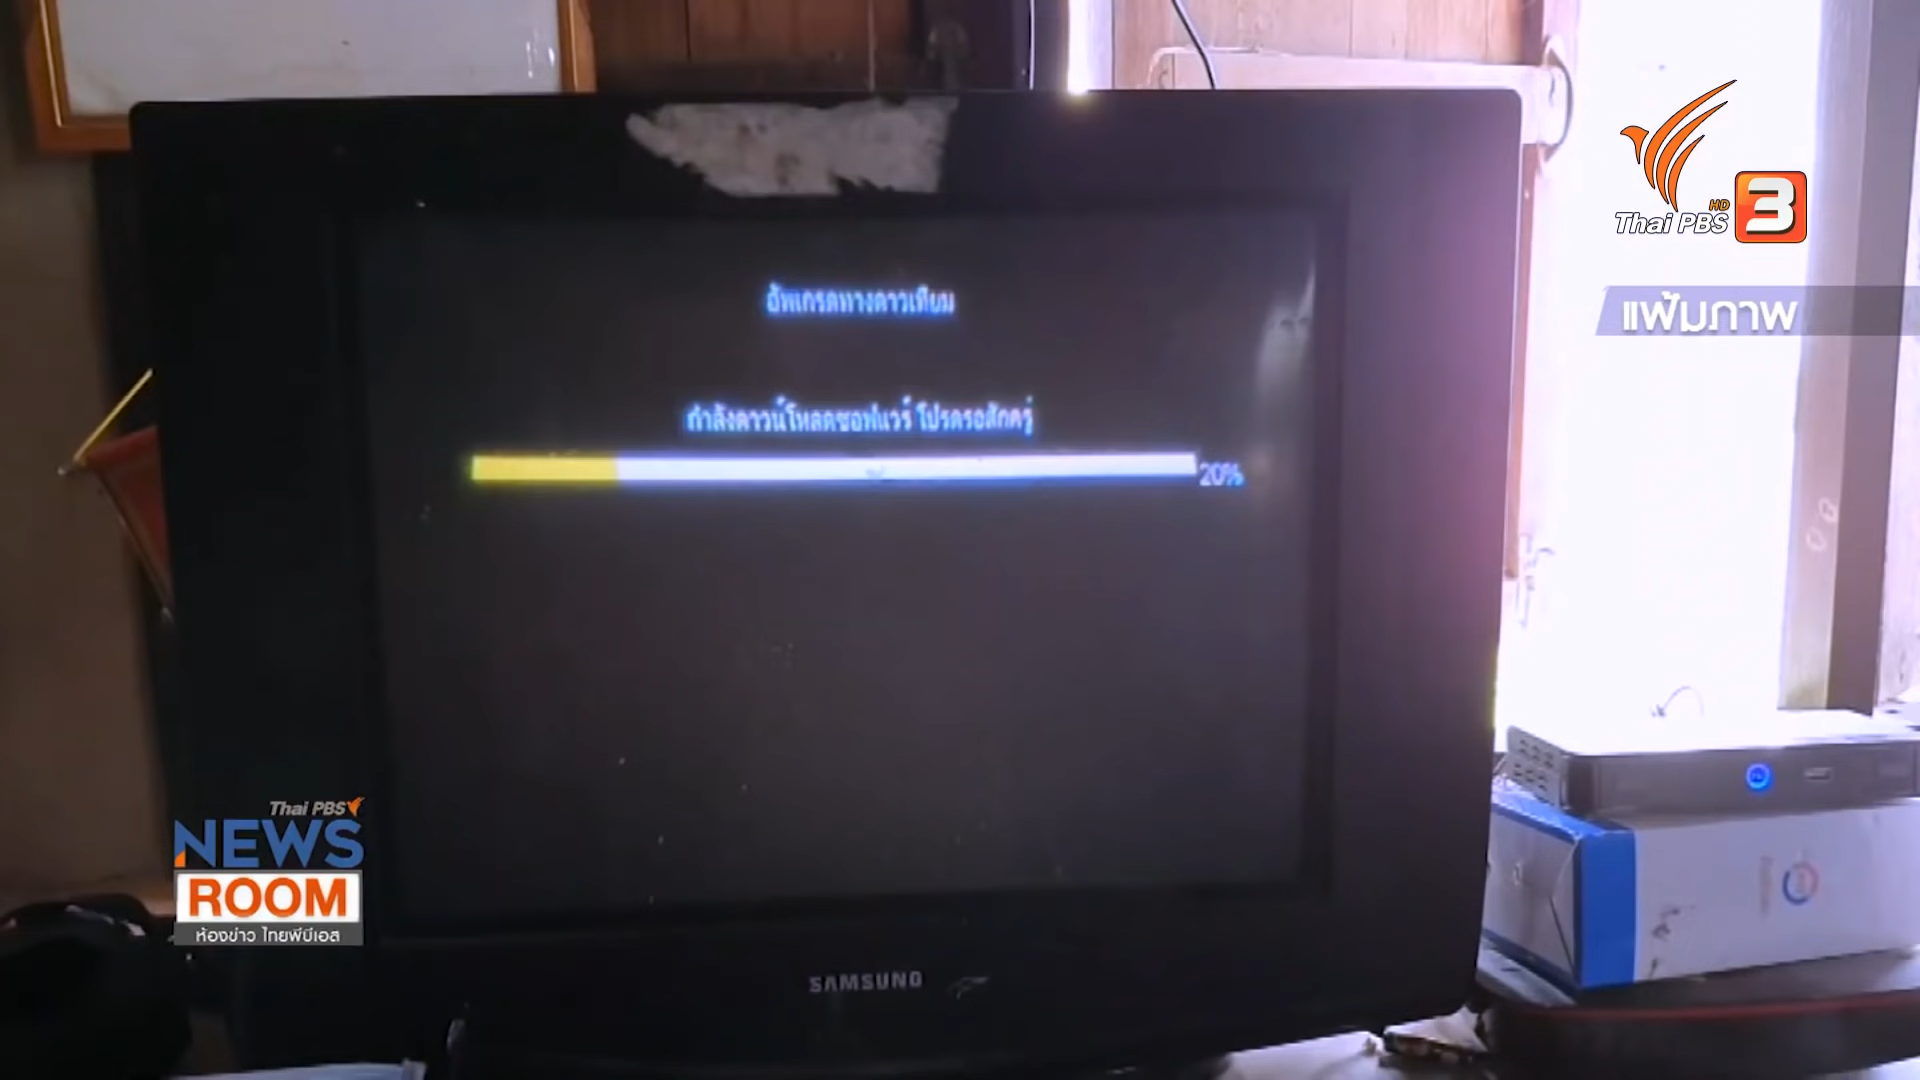 Thai PBS
HD
3
แฟ้มภาพ
อัพเกรดทางดาวเทียม
กำลังดาวน์โหลดซอฟแวร์ โปรดรอสักครู่
20%
Thai PBS
NEWS
ROOM
ห้องข่าว ไทยพีบีเอส
SAMSUNG